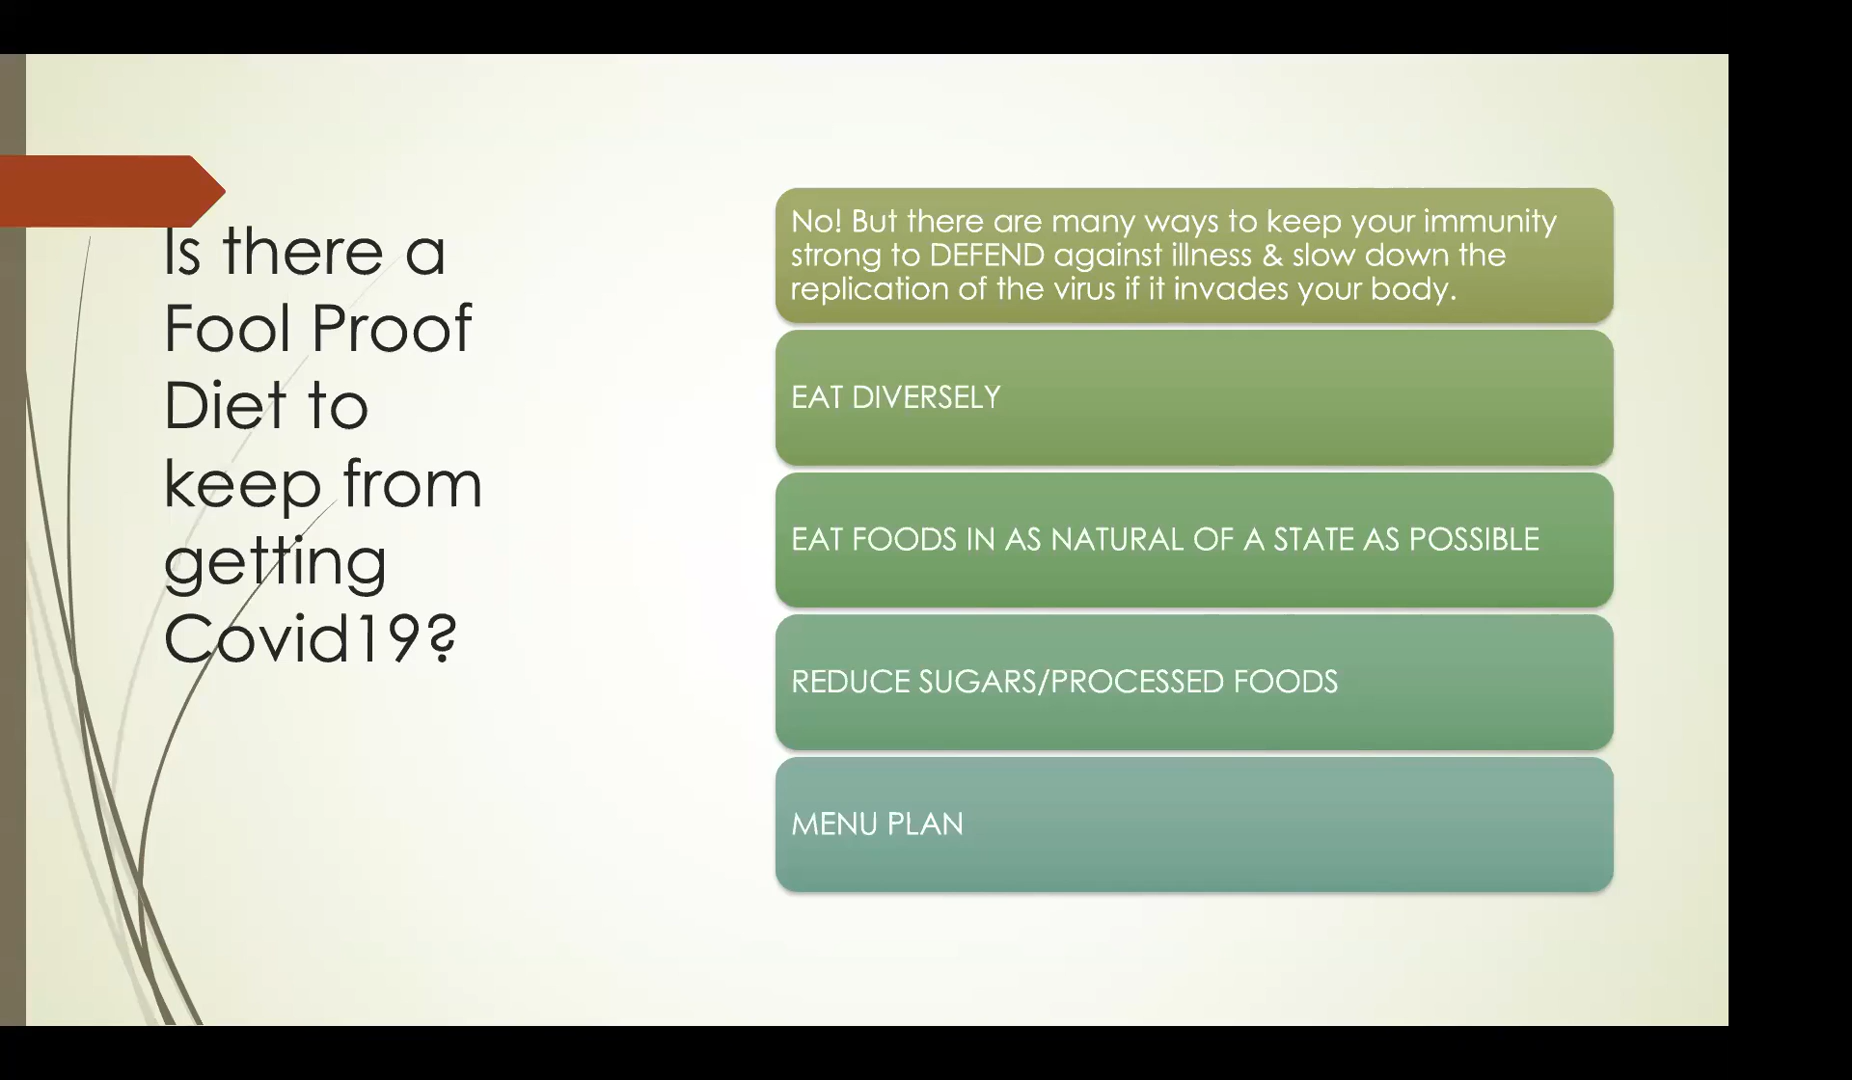 Is there a
Fool Proof
Diet to
keep from
getting
Covid19?
No! But there are many ways to keep your immunity
strong to DEFEND against illness & slow down the
replication of the virus if it invades your body.
EAT DIVERSELY
EAT FOODS IN AS NATURAL OF A STATE AS POSSIBLE
REDUCE SUGARS/PROCESSED FOODS
MENU PLAN